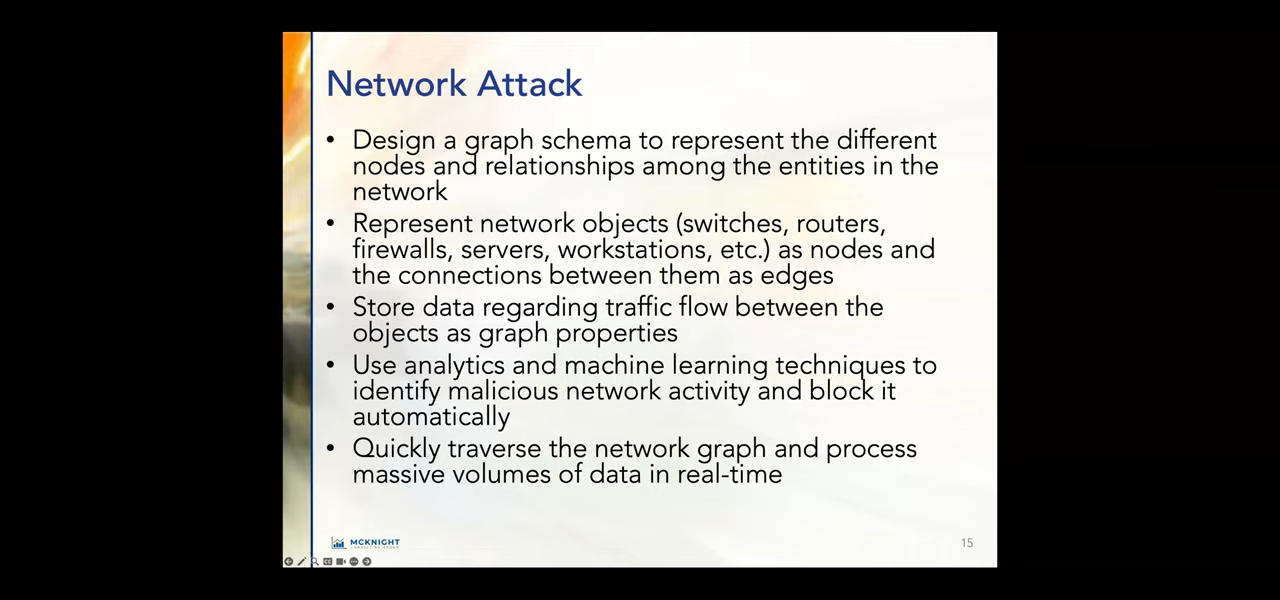 Network Attack
• Design a graph schema to represent the different
nodes and relationships among the entities in the
network
• Represent network objects (switches, routers,
firewalls, servers, workstations, etc.) as nodes and
the connections between them as edges
• Store data regarding traffic flow between the
objects as graph properties
• Use analytics and machine learning techniques to
identify malicious network activity and block it
automatically
• Quickly traverse the network graph and process
massive volumes of data in real-time
MCKNIGHT
CONSULTING GROUP
15